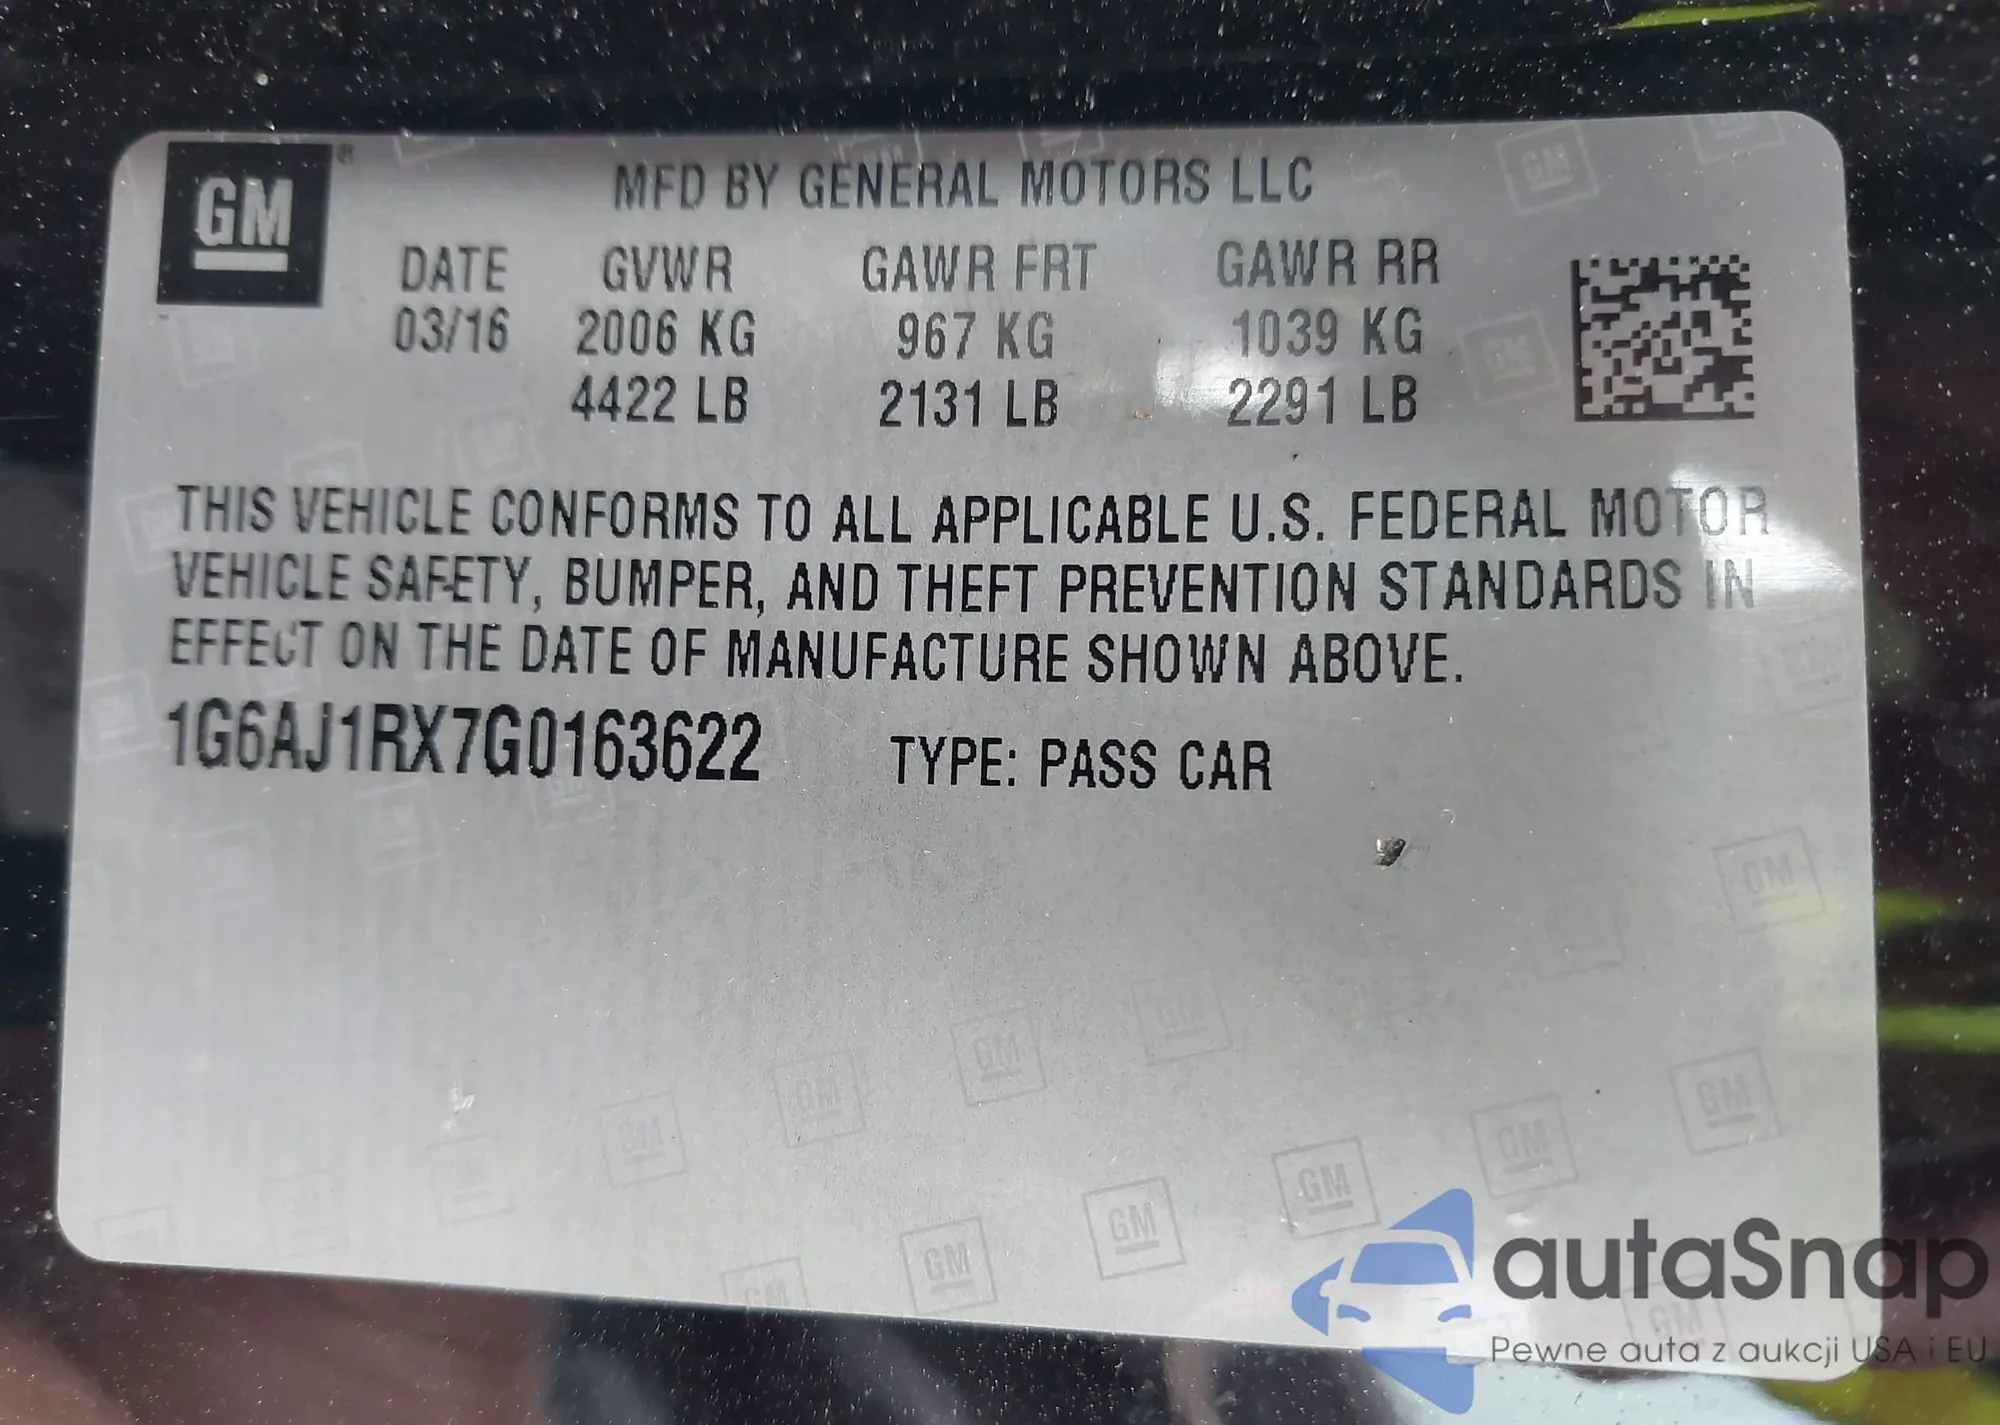 GM
MFD BY GENERAL MOTORS LLC
DATE GVWR GAWR FRT GAWR RR
03/16 2006 KG 967 KG 1039 KG
4422 LB 2131 LB 2291 LB
THIS VEHICLE CONFORMS TO ALL APPLICABLE U.S. FEDERAL MOTOR
VEHICLE SAFETY, BUMPER, AND THEFT PREVENTION STANDARDS IN
EFFECT ON THE DATE OF MANUFACTURE SHOWN ABOVE.
1G6AJ1RX7G0163622 TYPE: PASS CAR
autaSnap
Pewne auta z aukcji USA i EU